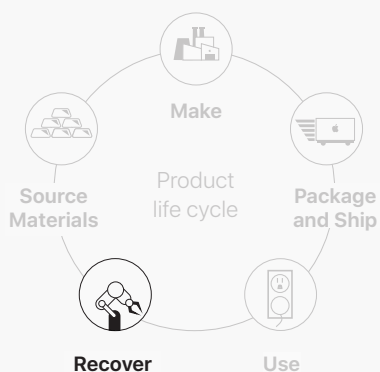 Make
Source
Materials
Product
life cycle
Package
and Ship
Recover
Use